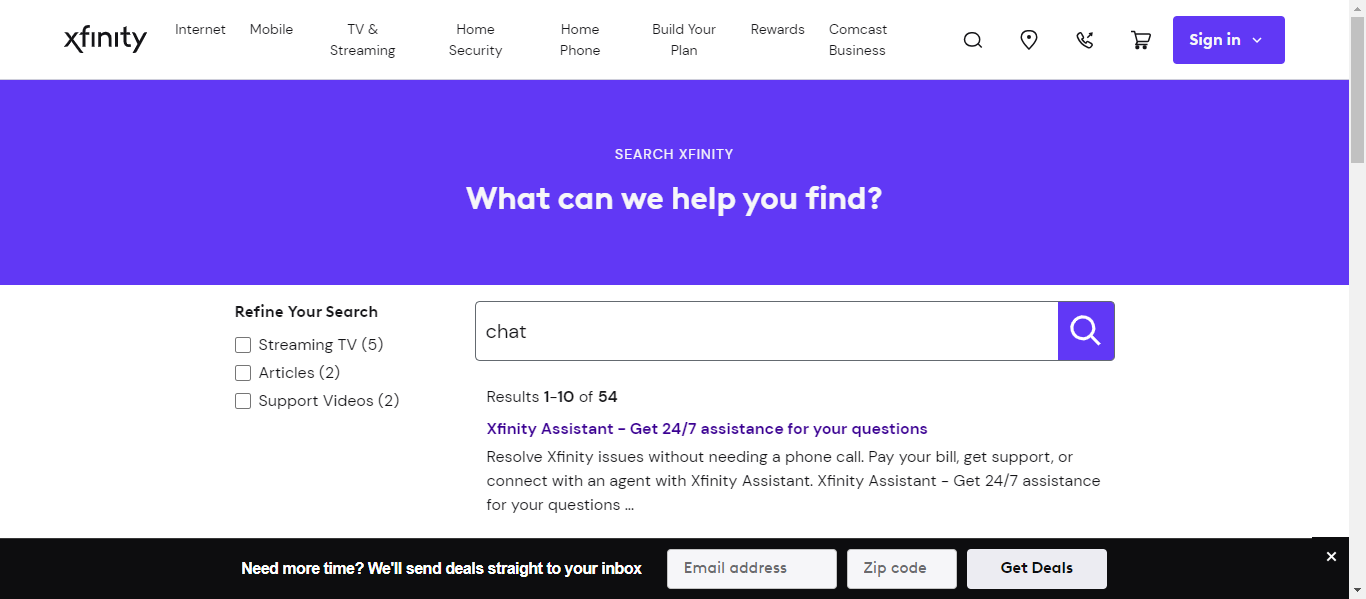 xfinity
Internet
Mobile
TV &
Streaming
Home
Security
Home
Phone
Build Your
Plan
Rewards
Comcast
Business
Sign in
SEARCH XFINITY
What can we help you find?
Refine Your Search
Streaming TV (5)
Articles (2)
Support Videos (2)
chat
Results 1-10 of 54
Xfinity Assistant - Get 24/7 assistance for your questions
Resolve Xfinity issues without needing a phone call. Pay your bill, get support, or
connect with an agent with Xfinity Assistant. Xfinity Assistant - Get 24/7 assistance
for your questions ...
Need more time? We'll send deals straight to your inbox
Email address
Zip code
Get Deals